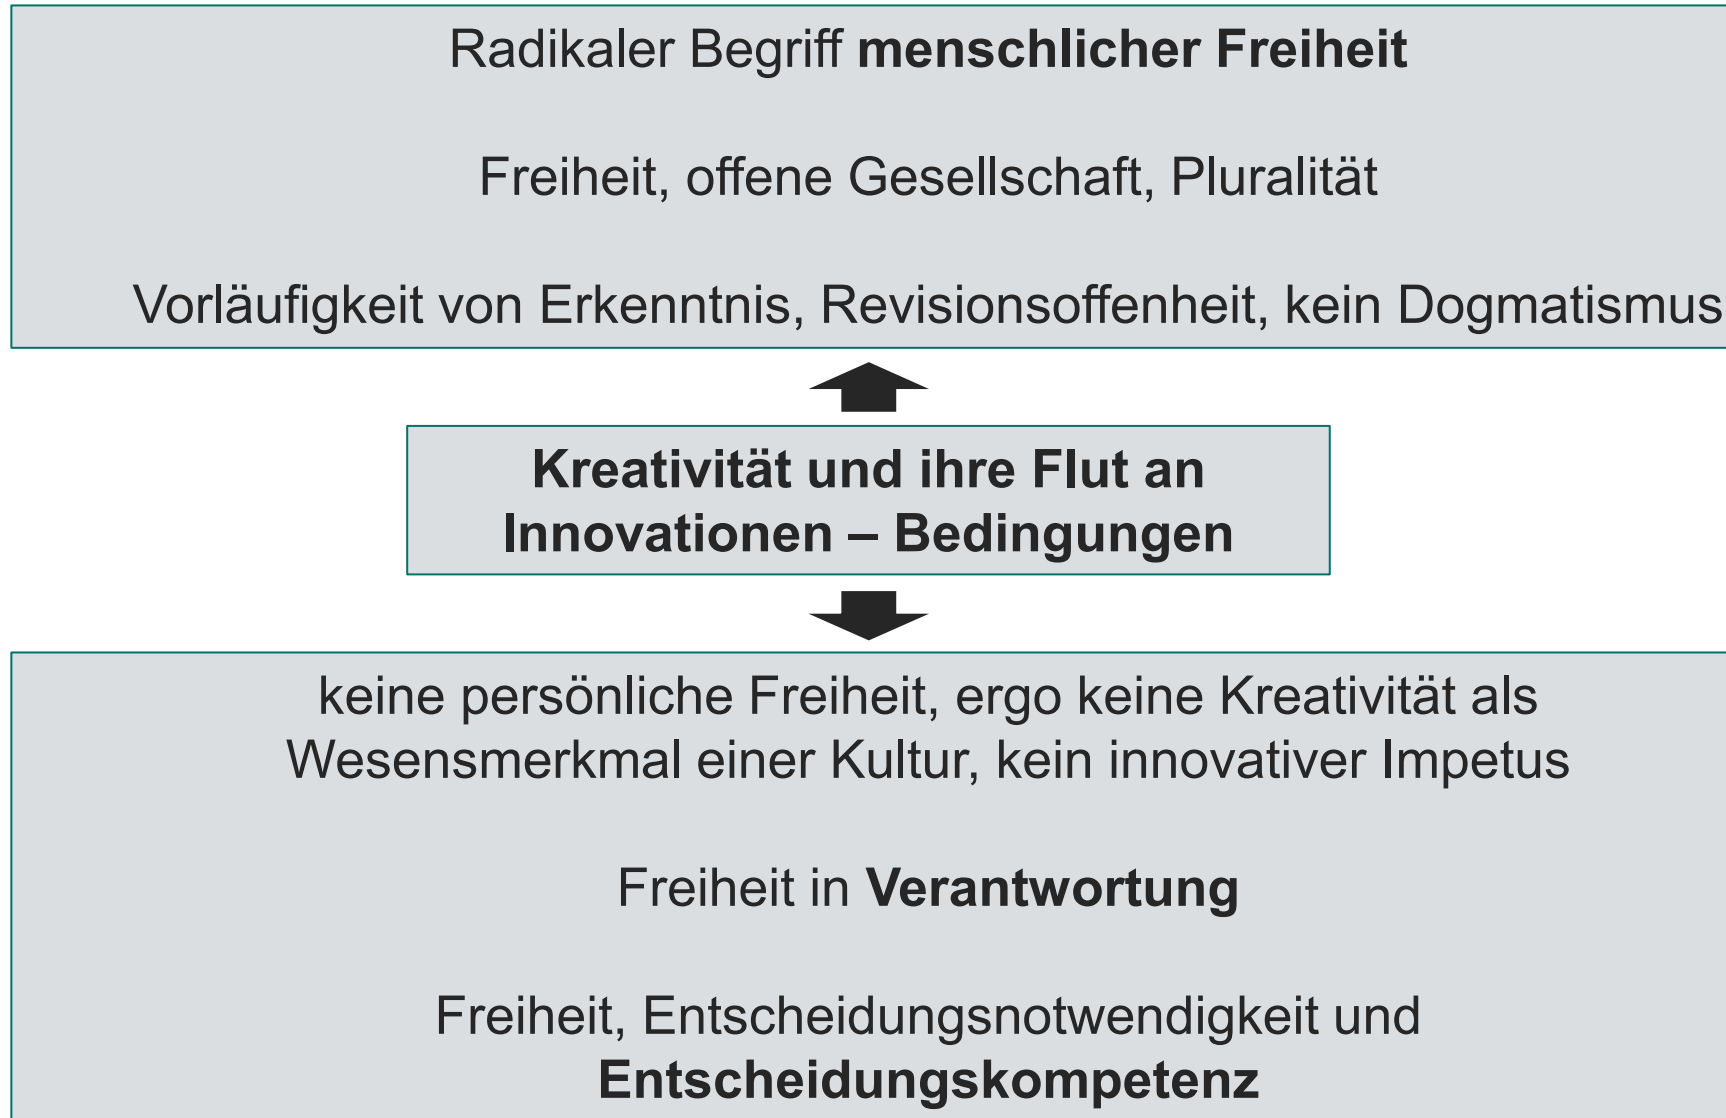 Radikaler Begriff menschlicher Freiheit
Freiheit, offene Gesellschaft, Pluralität
Vorläufigkeit von Erkenntnis, Revisionsoffenheit, kein Dogmatismus
Kreativität und ihre Flut an
Innovationen – Bedingungen
keine persönliche Freiheit, ergo keine Kreativität als
Wesensmerkmal einer Kultur, kein innovativer Impetus
Freiheit in Verantwortung
Freiheit, Entscheidungsnotwendigkeit und
Entscheidungskompetenz